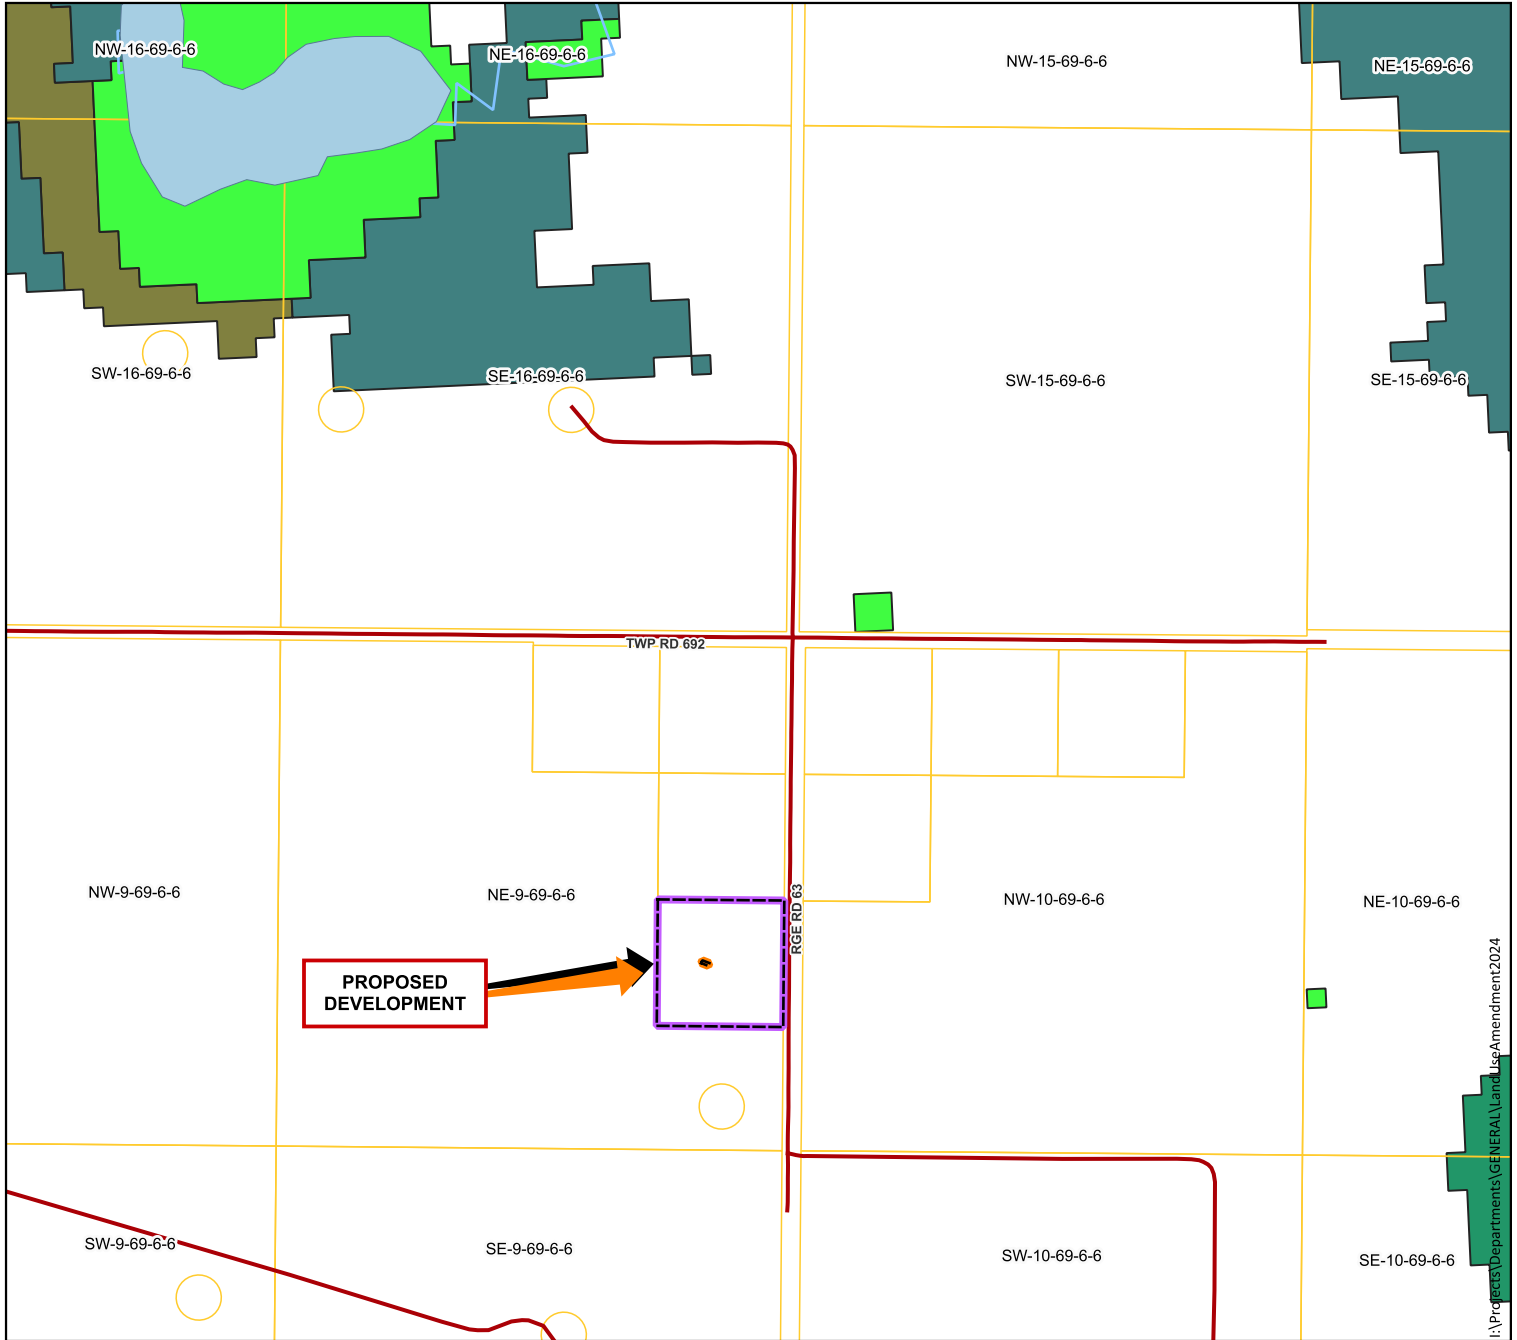 NW-16-69-6-6
NE-16-69-6-6
NW-15-69-6-6
NE-15-69-6-6
SW-16-69-6-6
SE-16-69-6-6
SW-15-69-6-6
SE-15-69-6-6
TWP RD 692
NW-9-69-6-6
NE-9-69-6-6
RGE RD 63
NW-10-69-6-6
NE-10-69-6-6
PROPOSED
DEVELOPMENT
SW-9-69-6-6
SE-9-69-6-6
SW-10-69-6-6
SE-10-69-6-6
I:\Projects\Departments\GENERAL\LandUseAmendment2024